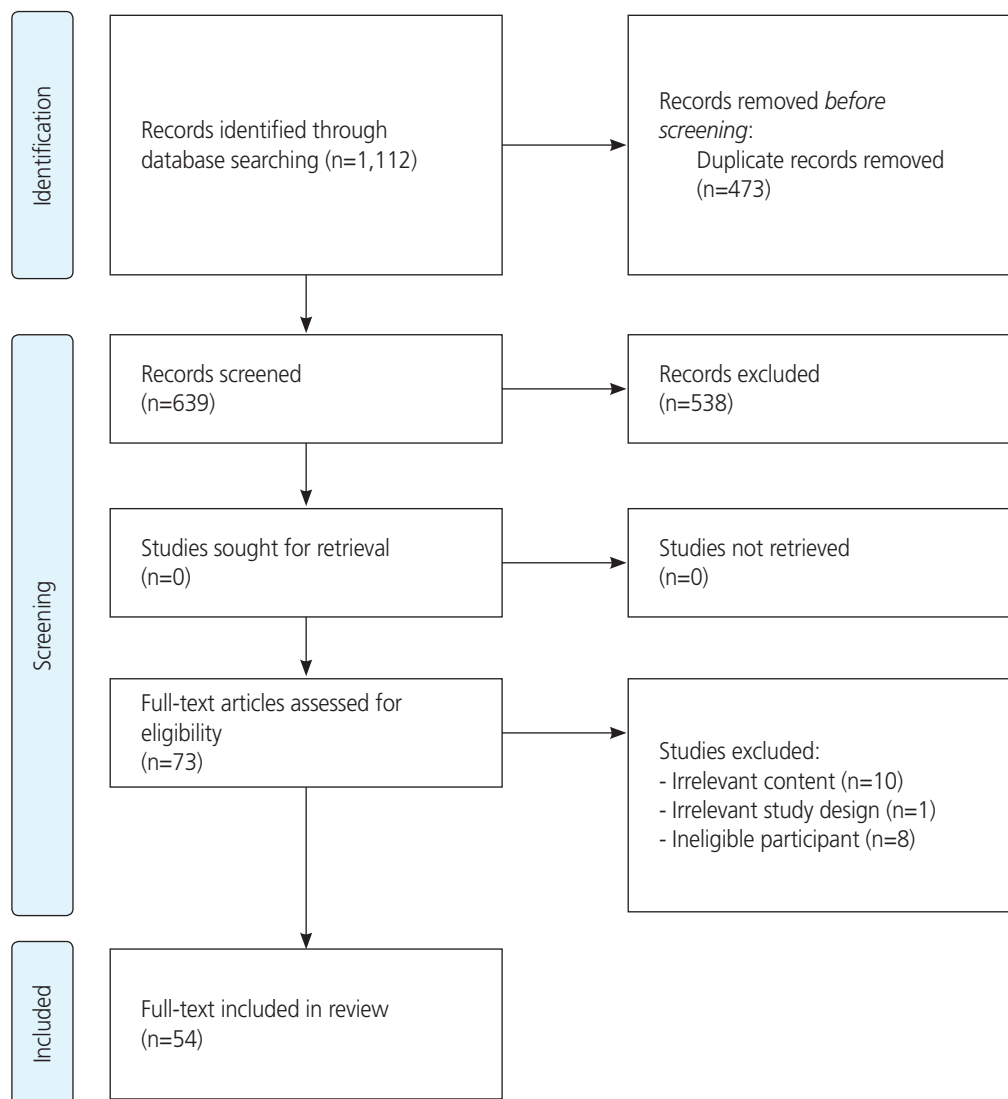 Identification
Records identified through
database searching (n=1,112)
Records removed before
screening:
Duplicate records removed
(n=473)
Screening
Records screened
(n=639)
Records excluded
(n=538)
Studies sought for retrieval
(n=0)
Studies not retrieved
(n=0)
Full-text articles assessed for
eligibility
(n=73)
Studies excluded:
- Irrelevant content (n=10)
- Irrelevant study design (n=1)
- Ineligible participant (n=8)
Included
Full-text included in review
(n=54)